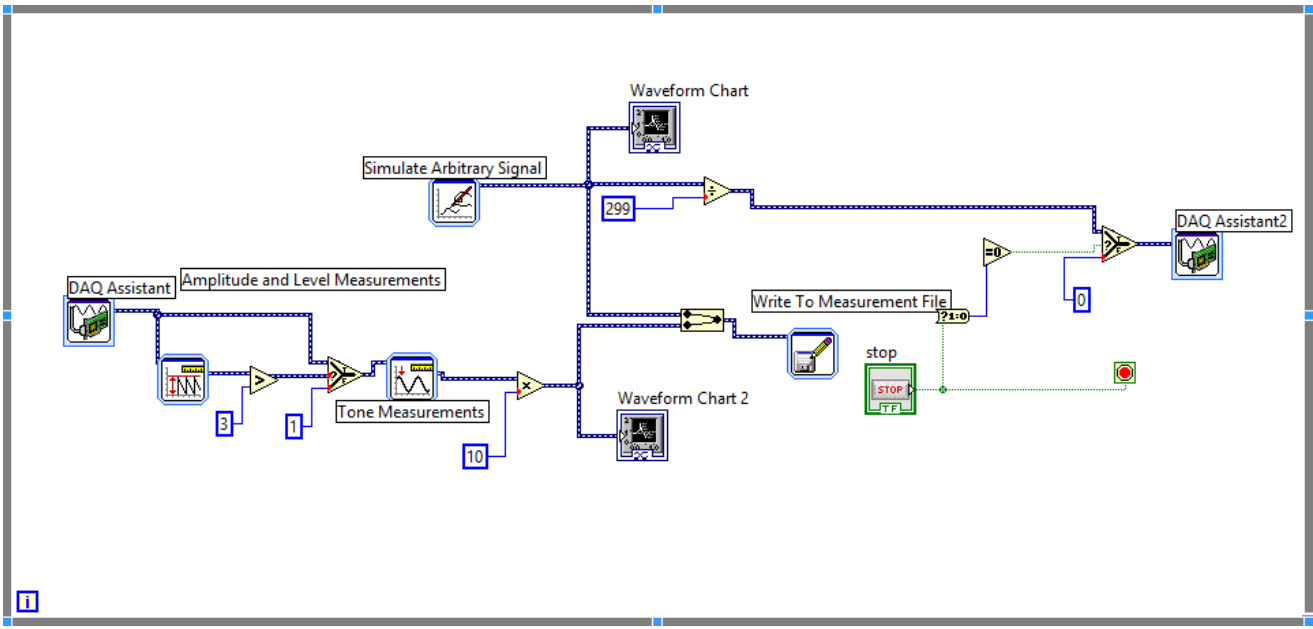 Waveform Chart
Simulate Arbitrary Signal
299
DAQ Assistant2
=0
?
0
DAQ Assistant
Amplitude and Level Measurements
Write To Measurement File
?1:0
stop
STOP
TF
>
?
3
1
Tone Measurements
×
10
Waveform Chart 2
÷
i